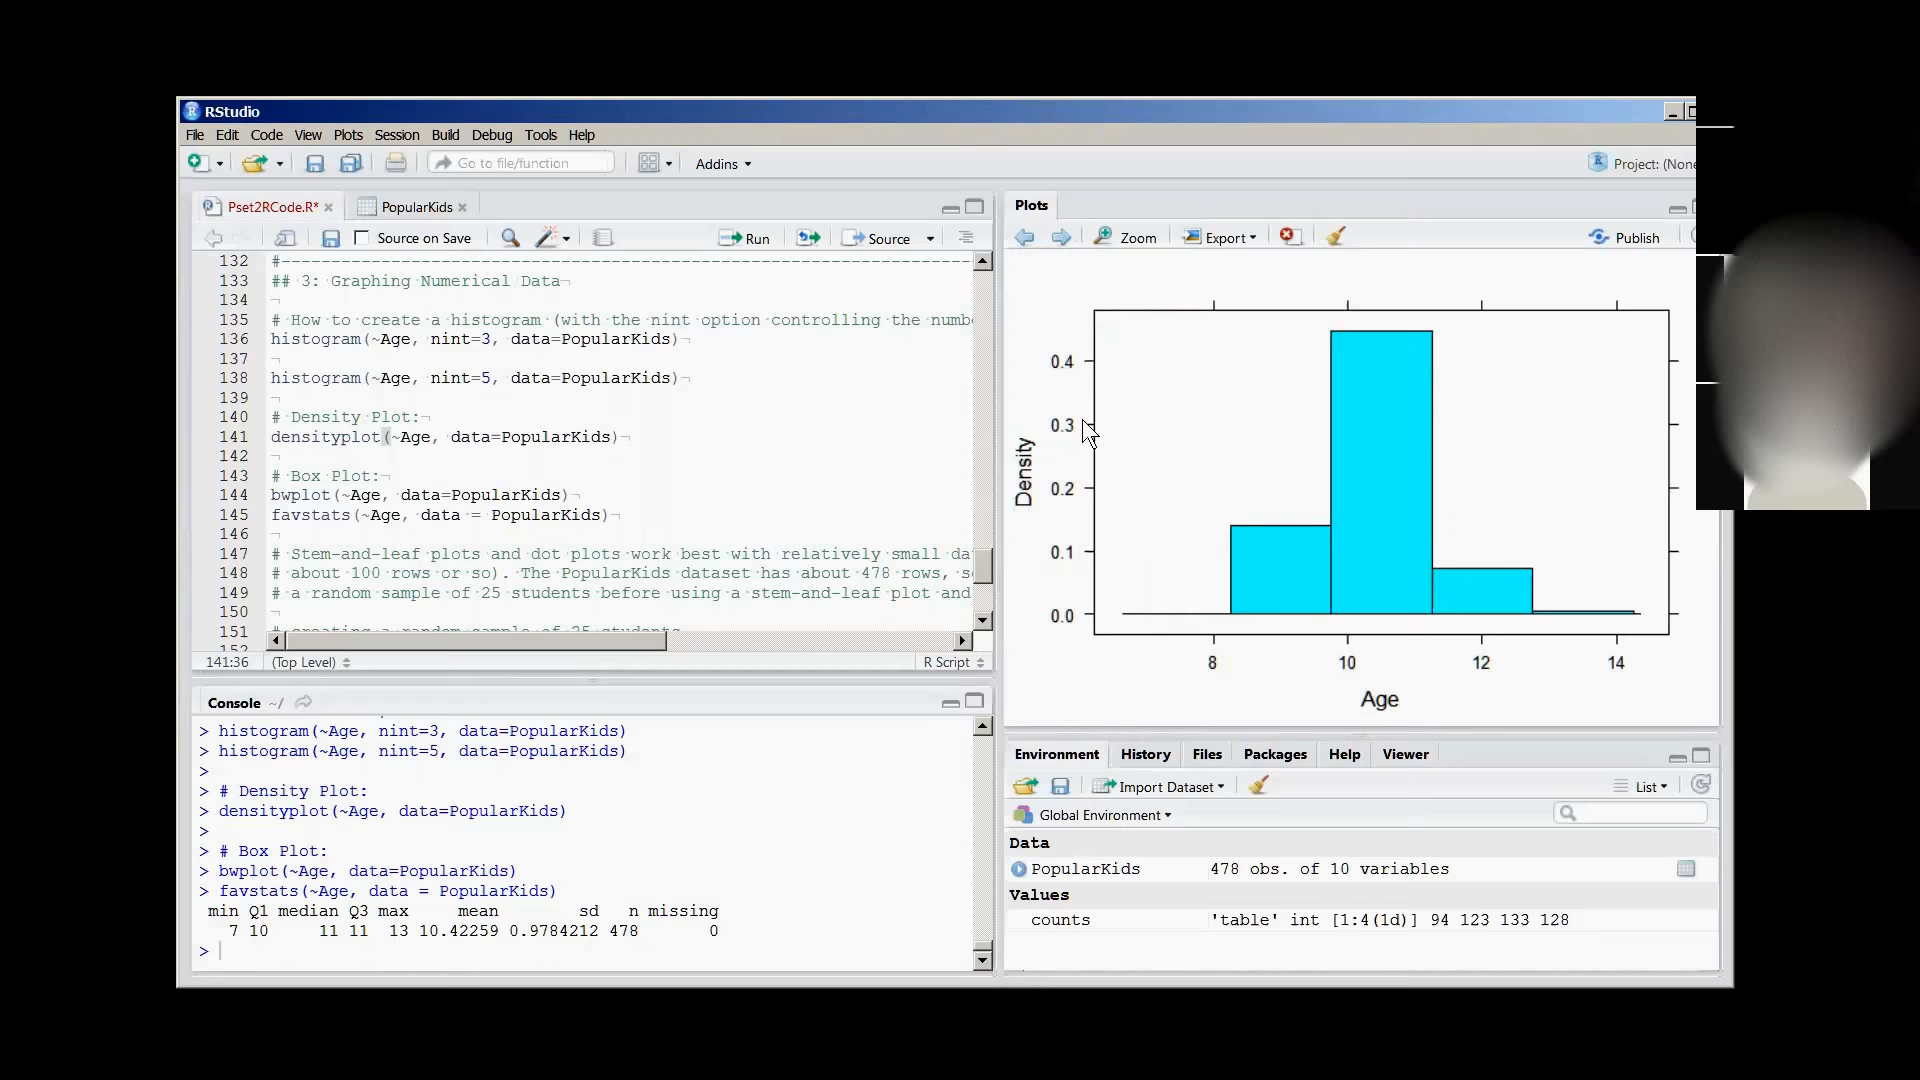 RStudio
File Edit Code View Plots Session Build Debug Tools Help
Go to file/function Addins Project: (None
Pset2RCode.R* PopularKids
Source on Save Run Source
132 #
133 ## 3: Graphing Numerical Data
134
135 # How to create a histogram (with the nint option controlling the numb
136 histogram(~Age, nint=3, data=PopularKids)
137
138 histogram(~Age, nint=5, data=PopularKids)
139
140 # Density Plot:
141 densityplot(~Age, data=PopularKids)
142
143 # Box Plot:
144 bwplot(~Age, data=PopularKids)
145 favstats(~Age, data = PopularKids)
146
147 # Stem-and-leaf plots and dot plots work best with relatively small da
148 # about 100 rows or so). The PopularKids dataset has about 478 rows, s
149 # a random sample of 25 students before using a stem-and-leaf plot and
150
151 # creating a random sample of 25 students
152
141:36 (Top Level) R Script
Console ~/
> histogram(~Age, nint=3, data=PopularKids)
> histogram(~Age, nint=5, data=PopularKids)
>
> # Density Plot:
> densityplot(~Age, data=PopularKids)
>
> # Box Plot:
> bwplot(~Age, data=PopularKids)
> favstats(~Age, data = PopularKids)
min Q1 median Q3 max mean sd n missing
7 10 11 11 13 10.42259 0.9784212 478 0
>
Plots
Zoom Export Publish
Density
0.4
0.3
0.2
0.1
0.0
8 10 12 14
Age
Environment History Files Packages Help Viewer
Import Dataset List
Global Environment
Data
PopularKids 478 obs. of 10 variables
Values
counts 'table' int [1:4(1d)] 94 123 133 128